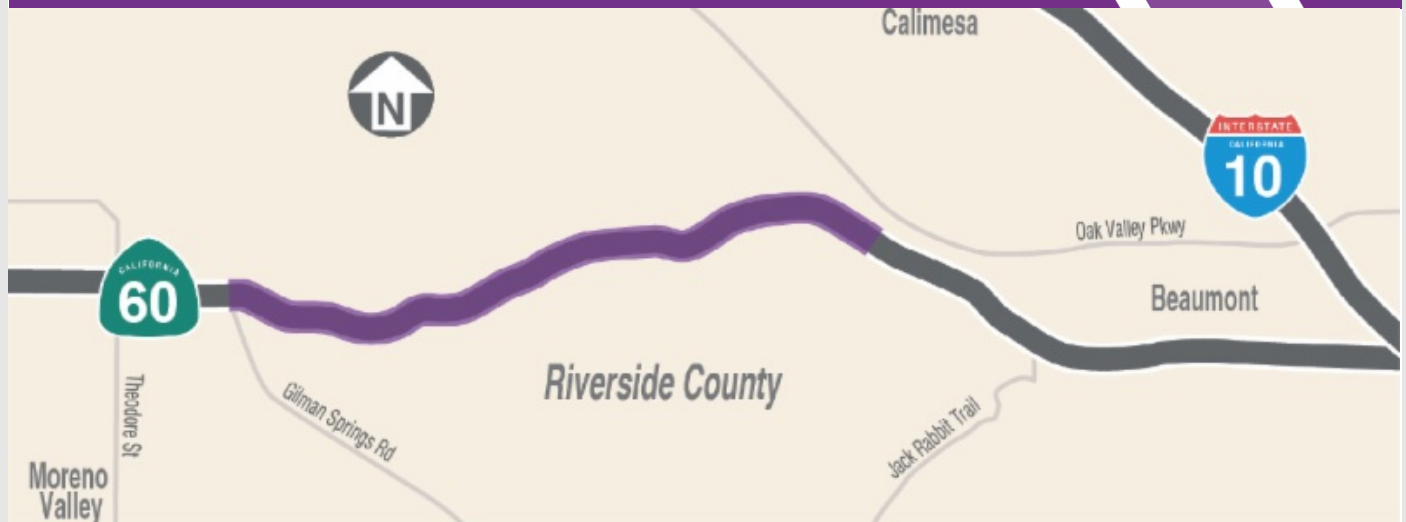 Calimesa
N
INTERSTATE
CALIFORNIA
10
Oak Valley Pkwy
CALIFORNIA
60
Beaumont
Riverside County
Theodore St
Gilman Springs Rd
Jack Rabbit Trail
Moreno
Valley